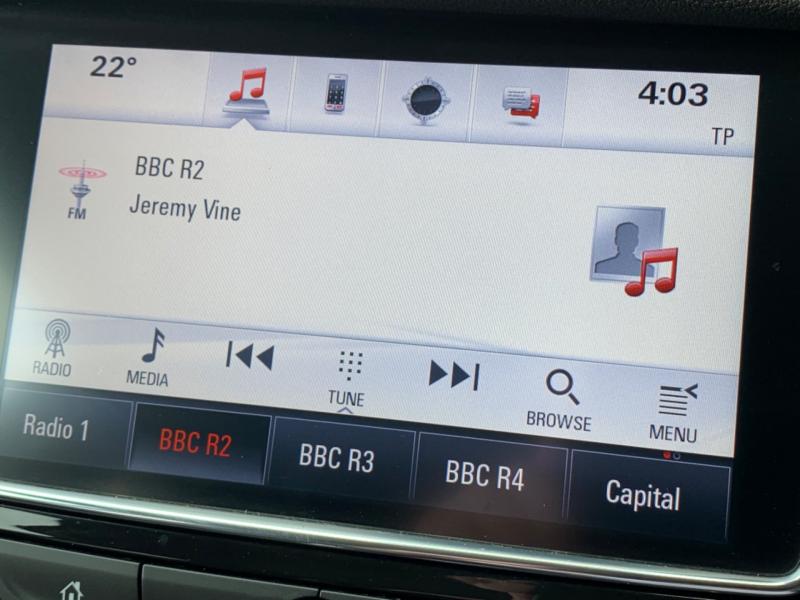 22°
4:03
TP
BBC R2
Jeremy Vine
FM
RADIO
MEDIA
TUNE
BROWSE
MENU
Radio 1
BBC R2
BBC R3
BBC R4
Capital